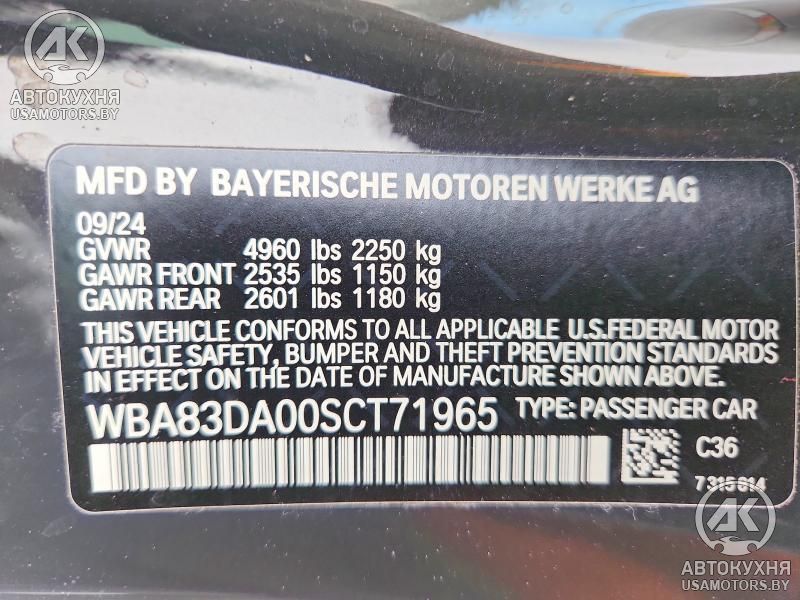 АК
АВТОКУХНЯ
USAMOTORS.BY
MFD BY BAYERISCHE MOTOREN WERKE AG
09/24
GVWR 4960 lbs 2250 kg
GAWR FRONT 2535 lbs 1150 kg
GAWR REAR 2601 lbs 1180 kg
THIS VEHICLE CONFORMS TO ALL APPLICABLE U.S.FEDERAL MOTOR
VEHICLE SAFETY, BUMPER AND THEFT PREVENTION STANDARDS
IN EFFECT ON THE DATE OF MANUFACTURE SHOWN ABOVE.
WBA83DA00SCT71965 TYPE: PASSENGER CAR
C36
7315614
АК
АВТОКУХНЯ
USAMOTORS.BY